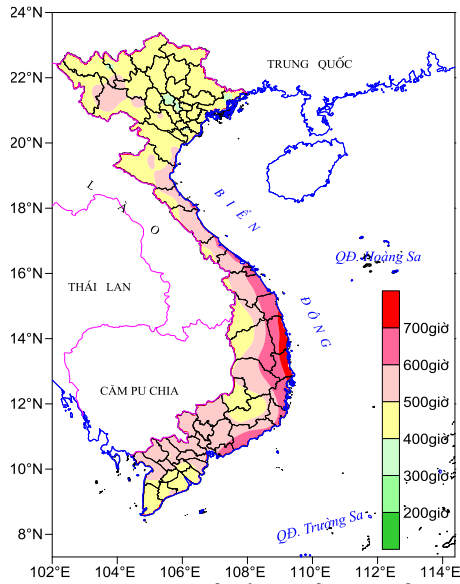 24°N
22°N
20°N
18°N
16°N
14°N
12°N
10°N
8°N
TRUNG QUỐC
LÀO
BIỂN
ĐÔNG
QĐ. Hoàng Sa
THÁI LAN
CĂM PU CHIA
QĐ. Trường Sa
700giờ
600giờ
500giờ
400giờ
300giờ
200giờ
102°E
104°E
106°E
108°E
110°E
112°E
114°E